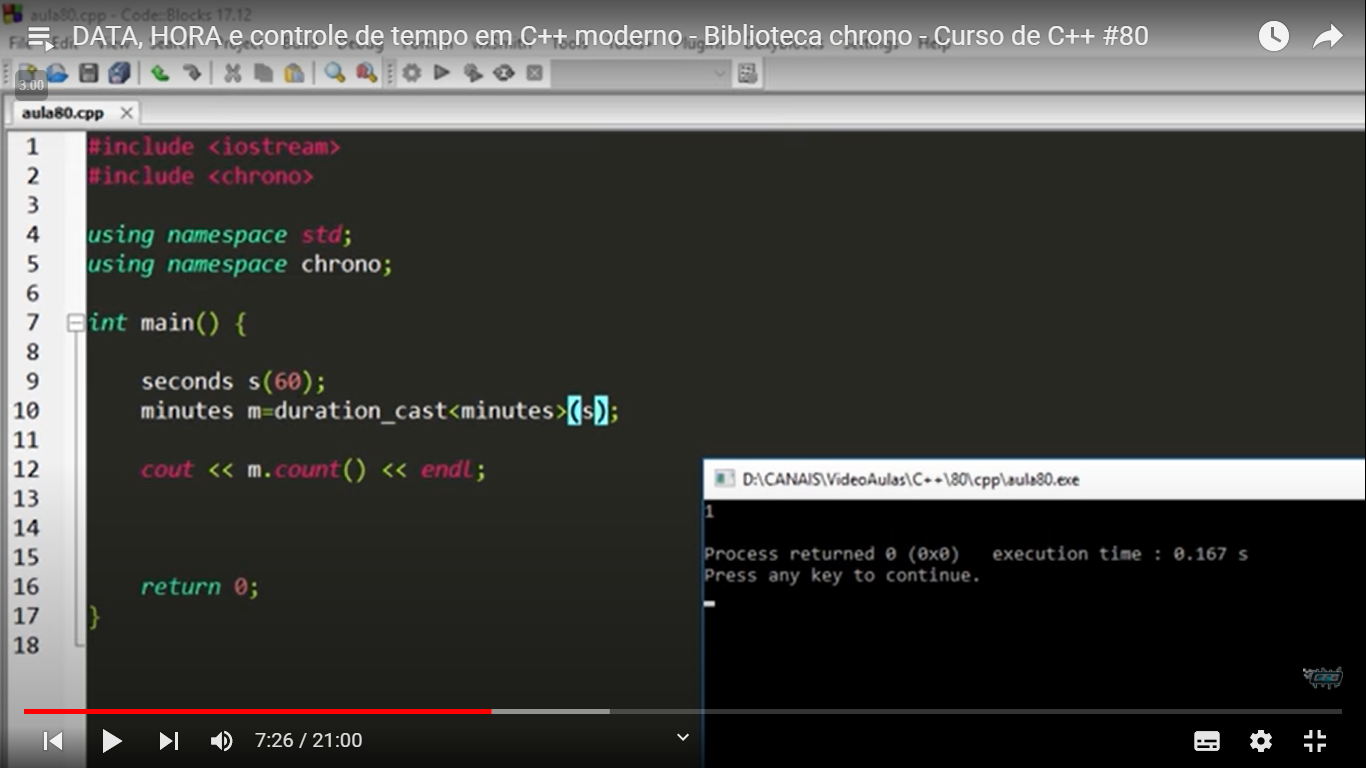 aula80.cpp - Code::Blocks 17.12
DATA, HORA e controle de tempo em C++ moderno - Biblioteca chrono - Curso de C++ #80
3.00
aula80.cpp
1 #include <iostream>
2 #include <chrono>
3
4 using namespace std;
5 using namespace chrono;
6
7 int main() {
8
9 seconds s(60);
10 minutes m=duration_cast<minutes>(s);
11
12 cout << m.count() << endl;
13
14
15
16 return 0;
17 }
18
D:\CANAIS\VideoAulas\C++\80\cpp\aula80.exe
1
Process returned 0 (0x0) execution time : 0.167 s
Press any key to continue.
7:26 / 21:00